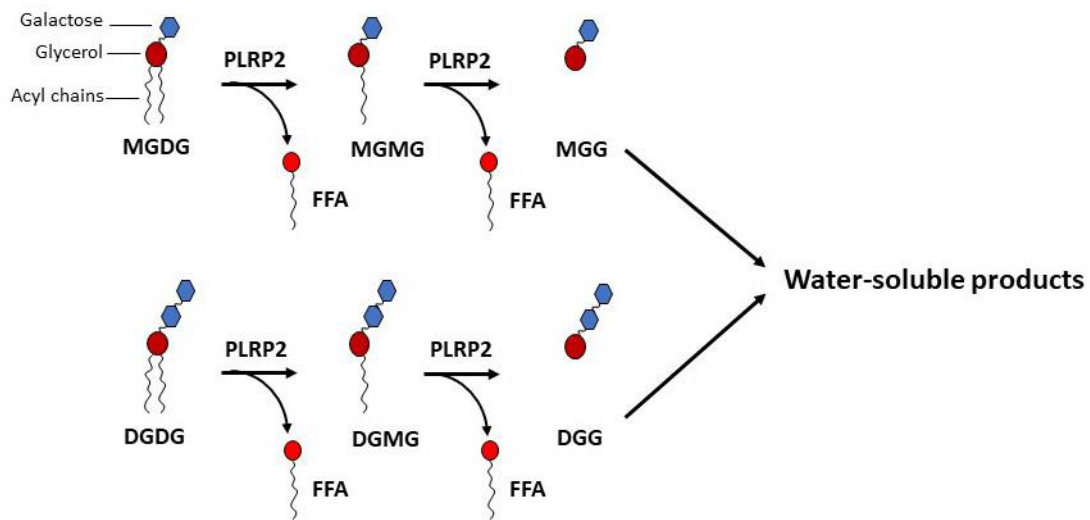 Galactose
Glycerol
Acyl chains
PLRP2
PLRP2
MGDG
MGMG
MGG
FFA
FFA
Water-soluble products
PLRP2
PLRP2
DGDG
DGMG
DGG
FFA
FFA